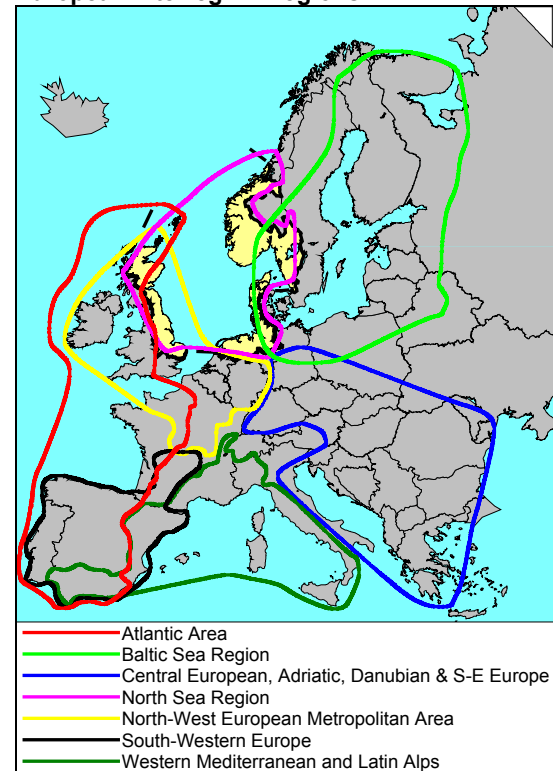 Atlantic Area
Baltic Sea Region
Central European, Adriatic, Danubian & S-E Europe
North Sea Region
North-West European Metropolitan Area
South-Western Europe
Western Mediterranean and Latin Alps